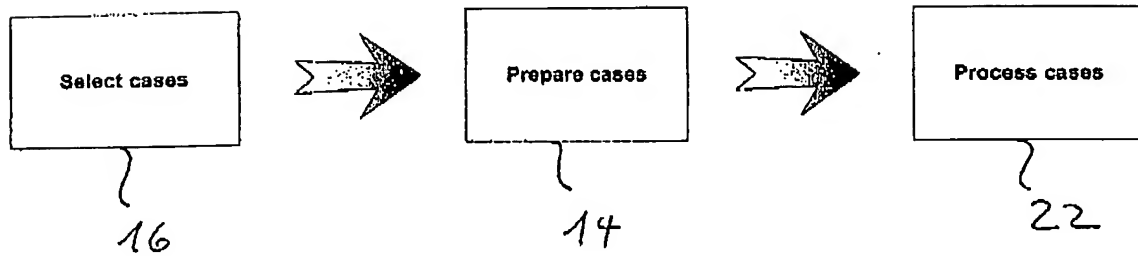 Select cases
Prepare cases
Process cases
16
14
22